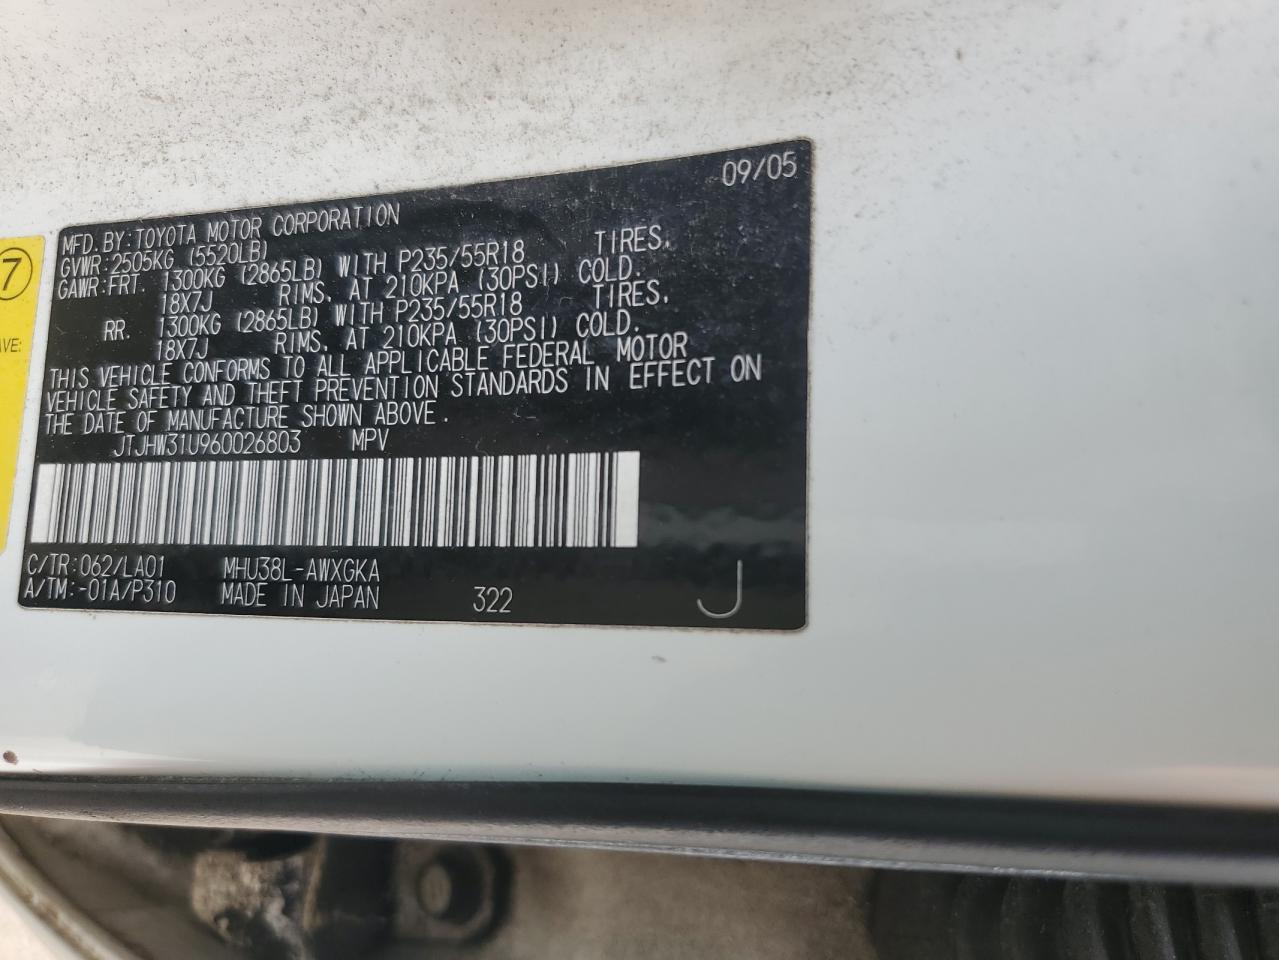 09/05
MFD. BY: TOYOTA MOTOR CORPORATION
GVWR: 2505KG (5520LB)
GAWR: FRT. 1300KG (2865LB) WITH P235/55R18 TIRES,
18X7J RIMS, AT 210KPA (30PSI) COLD.
RR. 1300KG (2865LB) WITH P235/55R18 TIRES,
18X7J RIMS, AT 210KPA (30PSI) COLD.
THIS VEHICLE CONFORMS TO ALL APPLICABLE FEDERAL MOTOR
VEHICLE SAFETY AND THEFT PREVENTION STANDARDS IN EFFECT ON
THE DATE OF MANUFACTURE SHOWN ABOVE.
JTJHW31U960026803 MPV
C/TR: 062/LA01 MHU38L-AWXGKA
A/TM: -01A/P310 MADE IN JAPAN 322 J
7
AVE: